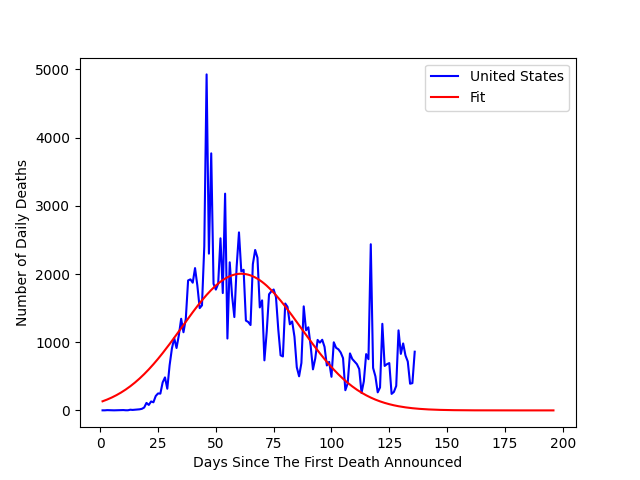 United States
Fit
5000
4000
3000
2000
1000
0
Number of Daily Deaths
0 25 50 75 100 125 150 175 200
Days Since The First Death Announced